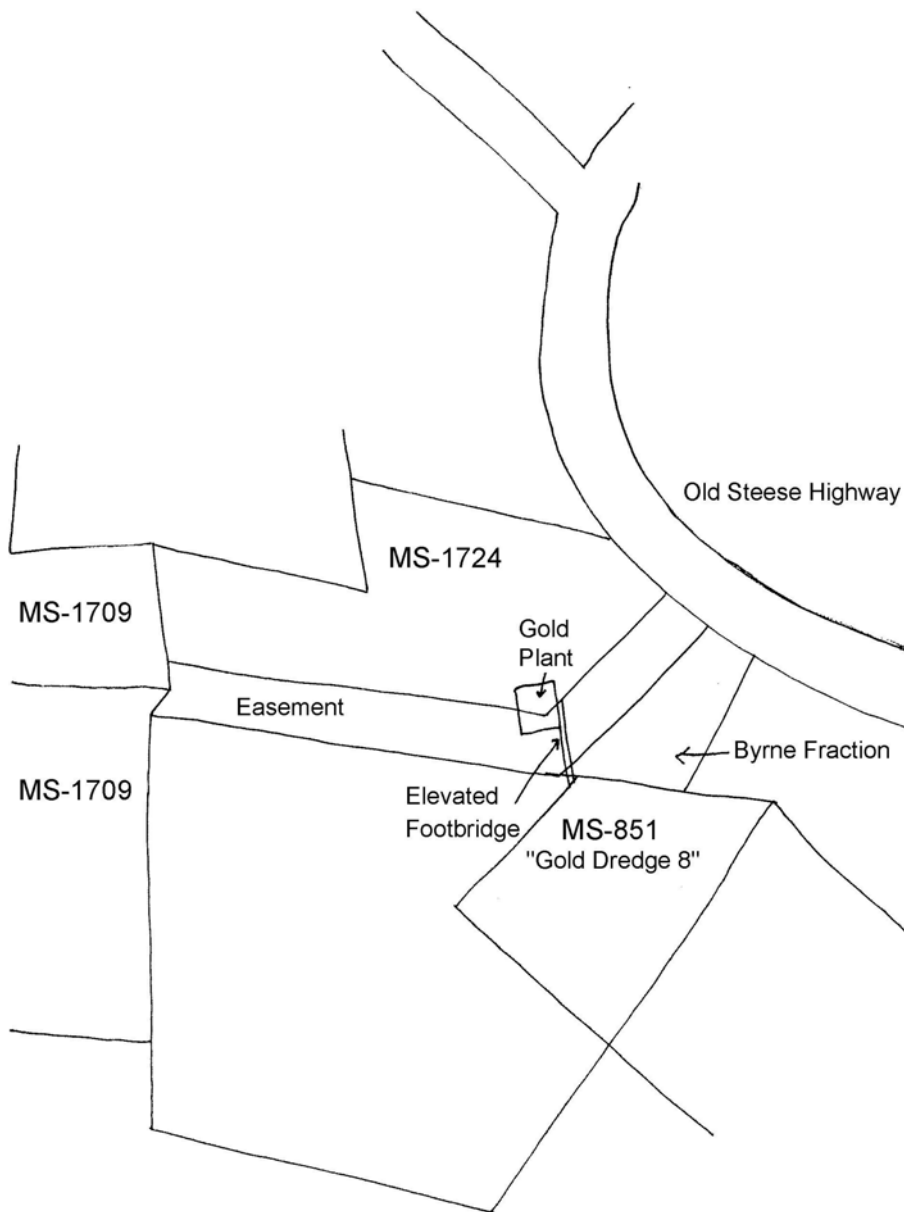 Old Steese Highway
MS-1724
MS-1709
Gold
Plant
Easement
Byrne Fraction
MS-1709
Elevated
Footbridge
MS-851
"Gold Dredge 8"